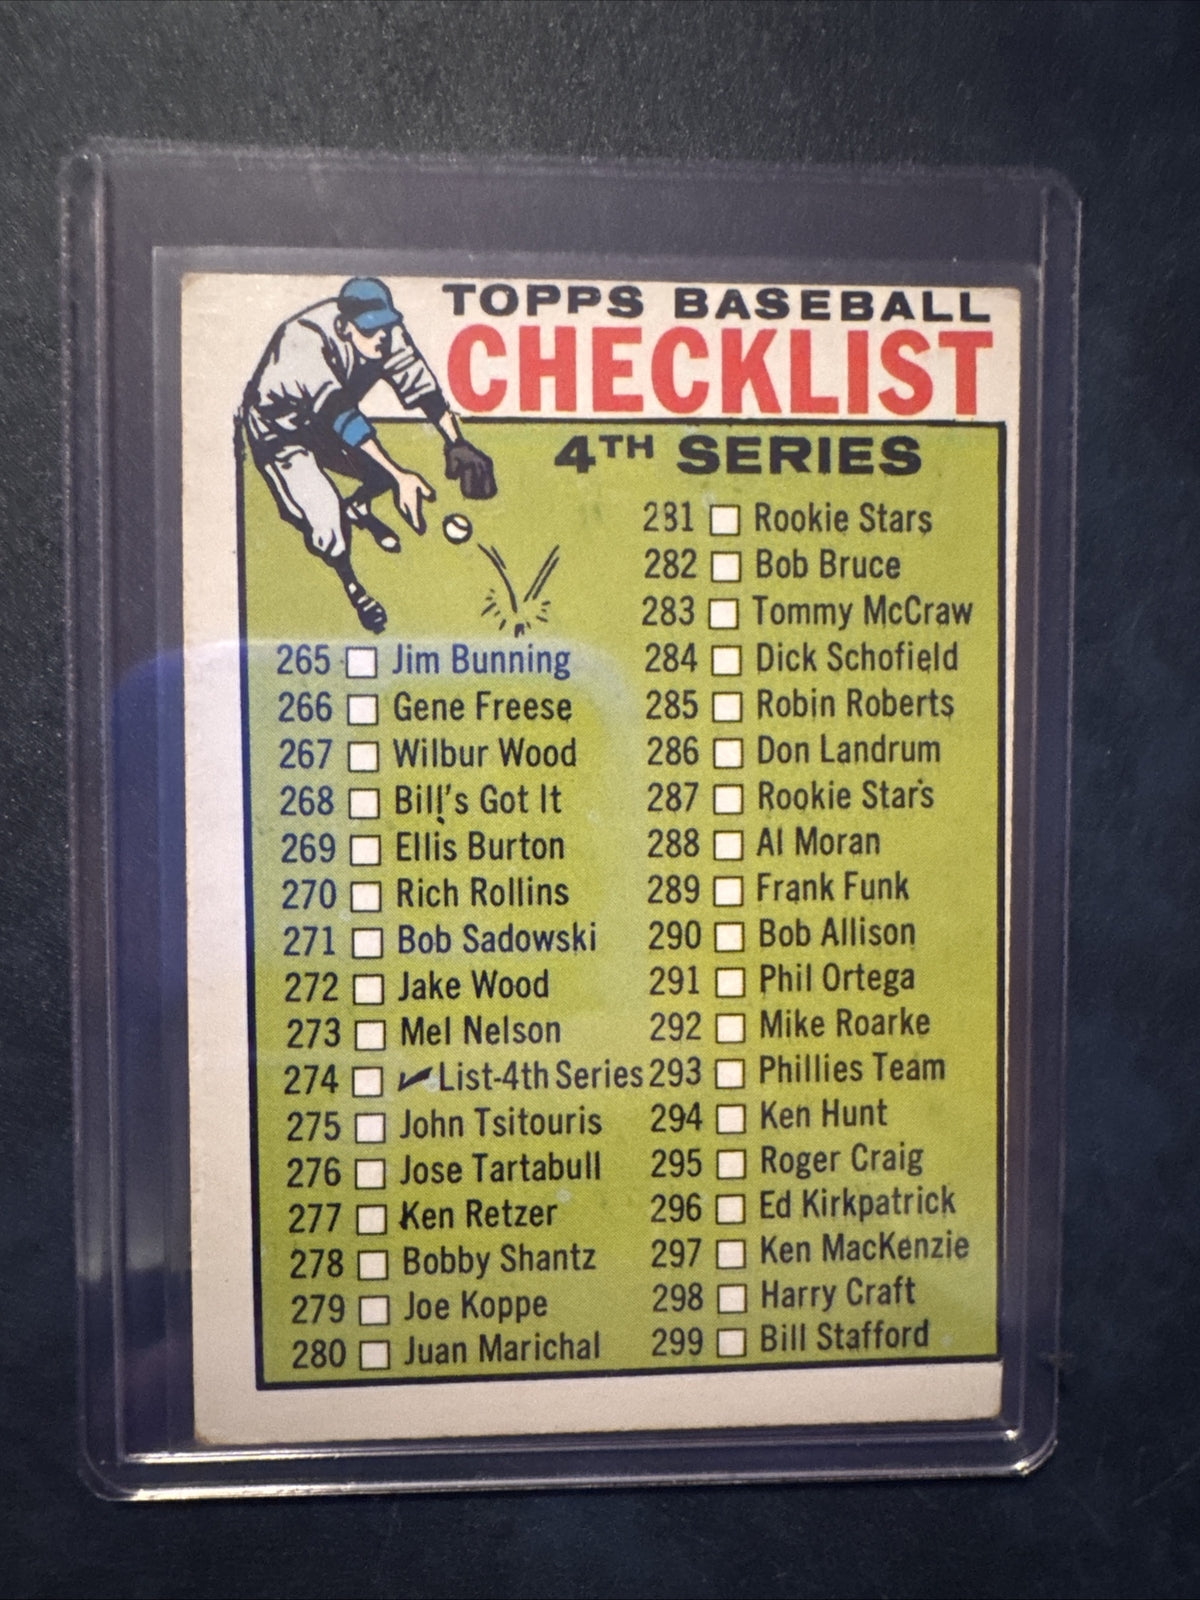 TOPPS BASEBALL
CHECKLIST
4TH SERIES
265 Jim Bunning
266 Gene Freese
267 Wilbur Wood
268 Bill's Got It
269 Ellis Burton
270 Rich Rollins
271 Bob Sadowski
272 Jake Wood
273 Mel Nelson
274 ✔ List-4th Series
275 John Tsitouris
276 Jose Tartabull
277 Ken Retzer
278 Bobby Shantz
279 Joe Koppe
280 Juan Marichal
281 Rookie Stars
282 Bob Bruce
283 Tommy McCraw
284 Dick Schofield
285 Robin Roberts
286 Don Landrum
287 Rookie Stars
288 Al Moran
289 Frank Funk
290 Bob Allison
291 Phil Ortega
292 Mike Roarke
293 Phillies Team
294 Ken Hunt
295 Roger Craig
296 Ed Kirkpatrick
297 Ken MacKenzie
298 Harry Craft
299 Bill Stafford